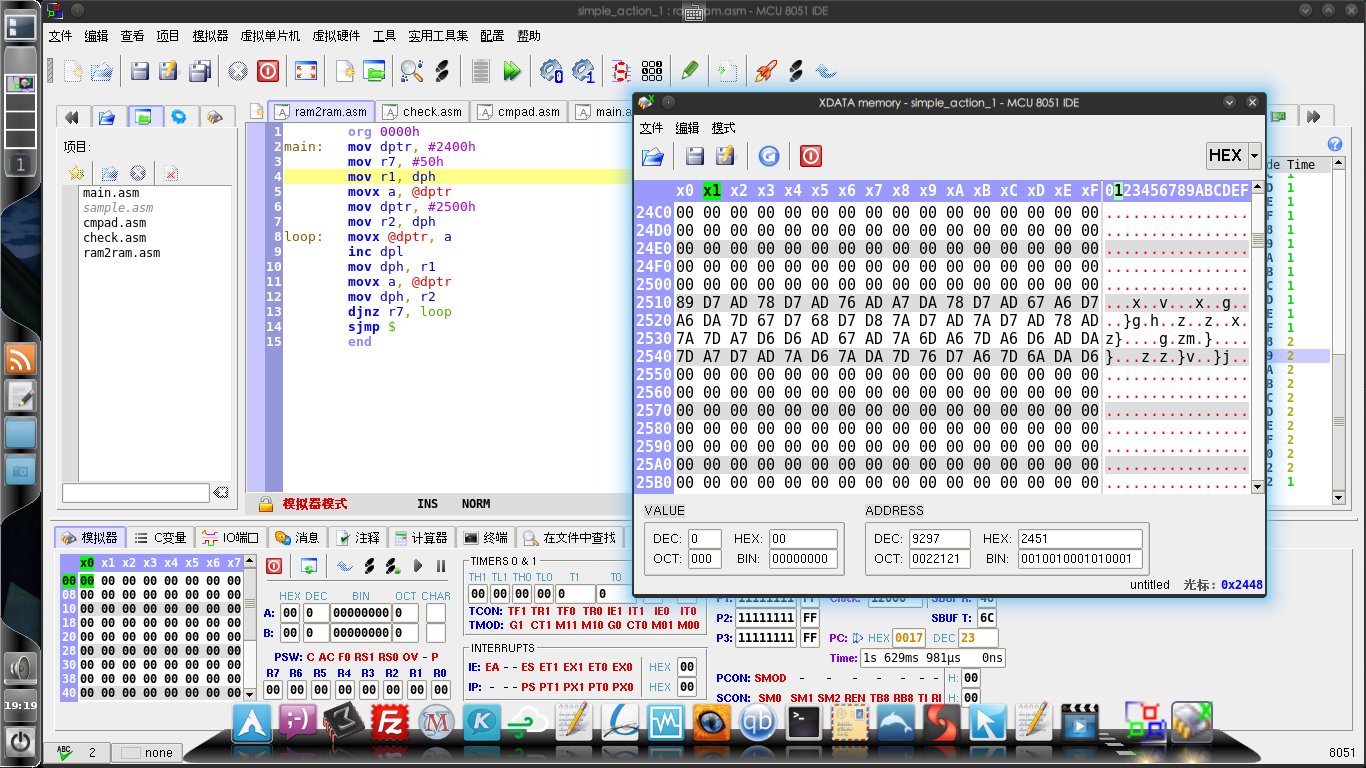 simple_action_1 : ram2ram.asm - MCU 8051 IDE
文件 编辑 查看 项目 模拟器 虚拟单片机 虚拟硬件 工具 实用工具集 配置 帮助
ram2ram.asm check.asm cmpad.asm main.a
项目:
main.asm
sample.asm
cmpad.asm
check.asm
ram2ram.asm
1 org 0000h
2 main: mov dptr, #2400h
3 mov r7, #50h
4 mov r1, dph
5 movx a, @dptr
6 mov dptr, #2500h
7 mov r2, dph
8 loop: movx @dptr, a
9 inc dpl
10 mov dph, r1
11 movx a, @dptr
12 mov dph, r2
13 djnz r7, loop
14 sjmp $
15 end
模拟器模式 INS NORM
XDATA memory - simple_action_1 - MCU 8051 IDE
文件 编辑 模式
HEX
x0 x1 x2 x3 x4 x5 x6 x7 x8 x9 xA xB xC xD xE xF 0123456789ABCDEF
24C0 00 00 00 00 00 00 00 00 00 00 00 00 00 00 00 00 ................
24D0 00 00 00 00 00 00 00 00 00 00 00 00 00 00 00 00 ................
24E0 00 00 00 00 00 00 00 00 00 00 00 00 00 00 00 00 ................
24F0 00 00 00 00 00 00 00 00 00 00 00 00 00 00 00 00 ................
2500 00 00 00 00 00 00 00 00 00 00 00 00 00 00 00 00 ................
2510 89 D7 AD 78 D7 AD 76 AD A7 DA 78 D7 AD 67 A6 D7 ...x..v...x..g..
2520 A6 DA 7D 67 D7 68 D7 D8 7A D7 AD 7A D7 AD 78 AD ..}g.h..z..z..x.
2530 7A 7D A7 D6 D6 AD 67 AD 7A 6D A6 7D A6 D6 AD DA z}....g.zm.}....
2540 7D A7 D7 AD 7A D6 7A DA 7D 76 D7 A6 7D 6A DA D6 }...z.z.}v..}j..
2550 00 00 00 00 00 00 00 00 00 00 00 00 00 00 00 00 ................
2560 00 00 00 00 00 00 00 00 00 00 00 00 00 00 00 00 ................
2570 00 00 00 00 00 00 00 00 00 00 00 00 00 00 00 00 ................
2580 00 00 00 00 00 00 00 00 00 00 00 00 00 00 00 00 ................
2590 00 00 00 00 00 00 00 00 00 00 00 00 00 00 00 00 ................
25A0 00 00 00 00 00 00 00 00 00 00 00 00 00 00 00 00 ................
25B0 00 00 00 00 00 00 00 00 00 00 00 00 00 00 00 00 ................
VALUE ADDRESS
DEC: 0 HEX: 00 DEC: 9297 HEX: 2451
OCT: 000 BIN: 00000000 OCT: 0022121 BIN: 0010010001010001
untitled 光标: 0x2448
de Time
D 1
E 1
F 1
8 1
9 1
A 1
B 1
C 1
D 1
E 1
F 1
8 2
9 2
A 2
B 2
C 2
D 2
E 2
F 2
0 2
2 2
2 1
模拟器 C变量 IO端口 消息 注释 计算器 终端 在文件中查找
x0 x1 x2 x3 x4 x5 x6 x7
00 00 00 00 00 00 00 00 00
08 00 00 00 00 00 00 00 00
10 00 00 00 00 00 00 00 00
18 00 00 00 00 00 00 00 00
20 00 00 00 00 00 00 00 00
28 00 00 00 00 00 00 00 00
30 00 00 00 00 00 00 00 00
38 00 00 00 00 00 00 00 00
40 00 00 00 00 00 00 00 00
HEX DEC BIN OCT CHAR
A: 00 0 00000000 0
B: 00 0 00000000 0
PSW: C AC F0 RS1 RS0 OV - P
R7 R6 R5 R4 R3 R2 R1 R0
00 00 00 00 00 00 00 00
TIMERS 0 & 1
TH1 TL1 TH0 TL0 T1 T0
00 00 00 00 0 0
TCON: TF1 TR1 TF0 TR0 IE1 IT1 IE0 IT0
TMOD: G1 CT1 M11 M10 G0 CT0 M01 M00
INTERRUPTS
IE: EA - - ES ET1 EX1 ET0 EX0 HEX 00
IP: - - - PS PT1 PX1 PT0 PX0 HEX 00
P1: 11111111 FF
P2: 11111111 FF
P3: 11111111 FF
Clock: 12000 SBUF R: 40
SBUF T: 6C
PC: HEX 0017 DEC 23
Time: 1s 629ms 981µs 0ns
PCON: SMOD - - - - - - - H: 00
SCON: SM0 SM1 SM2 REN TB8 RB8 TI RI H: 00
1
19:19
ABC 2 none
8051